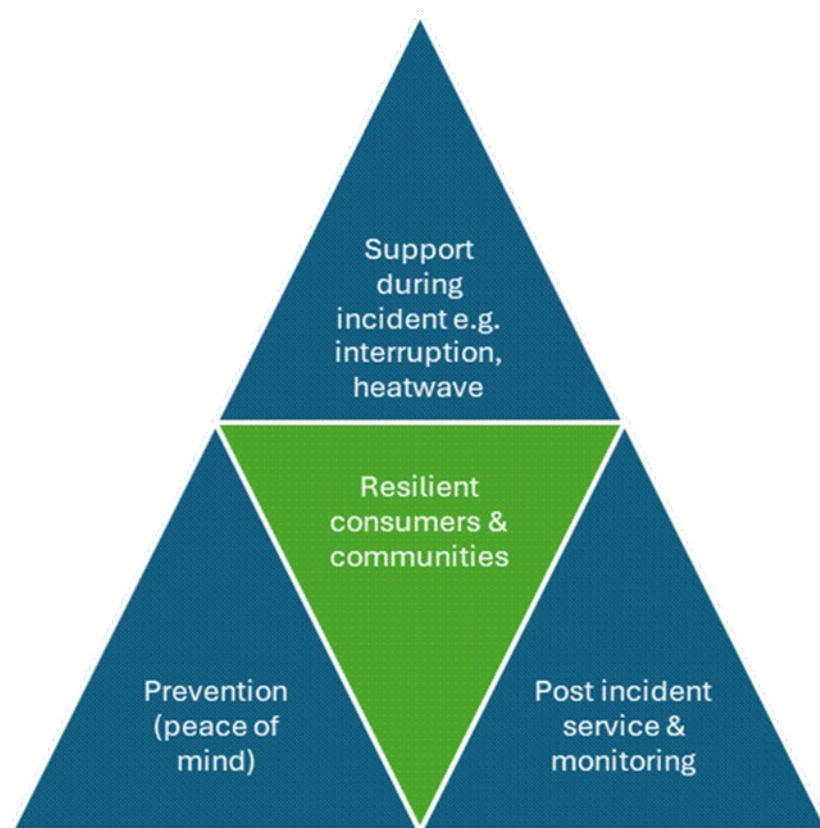 Support
during
incident e.g.
interruption,
heatwave
Resilient
consumers &
communities
Prevention
(peace of
mind)
Post incident
service &
monitoring